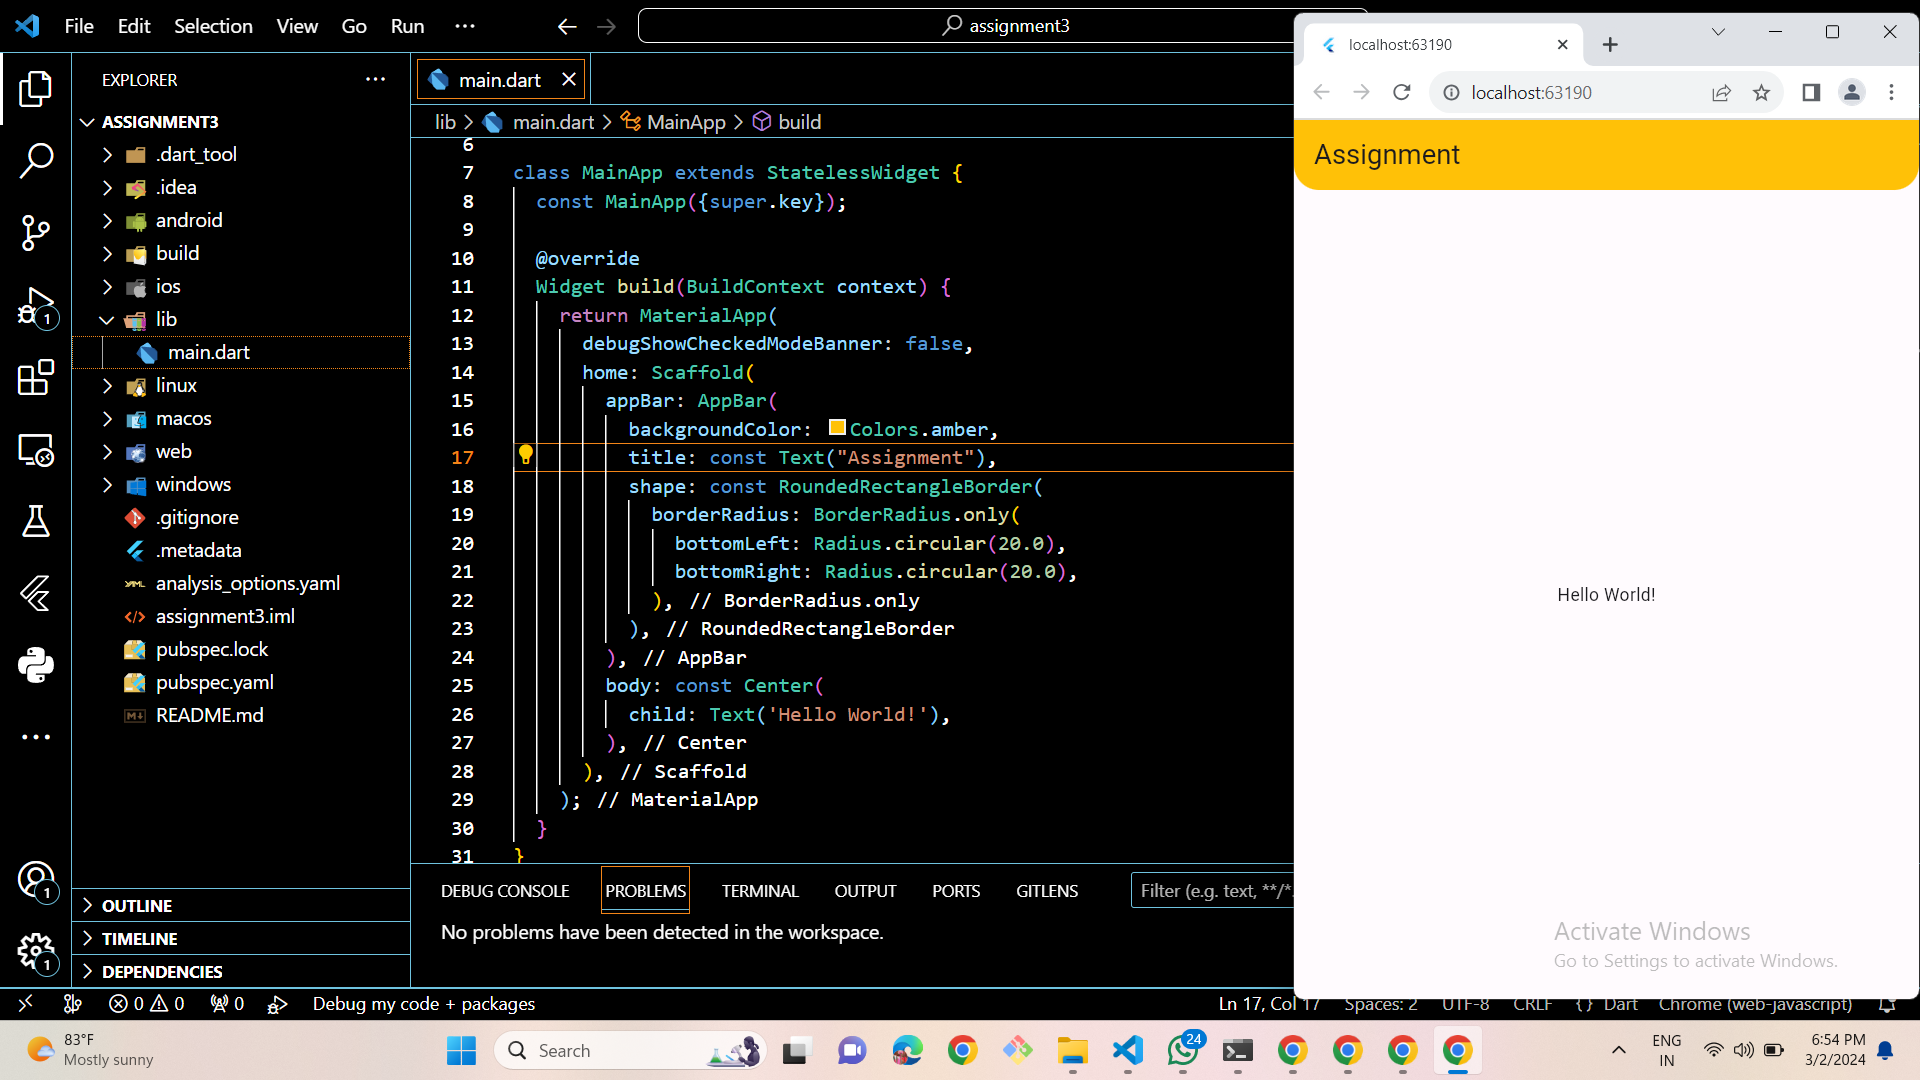 File Edit Selection View Go Run ···
assignment3
EXPLORER ···
ASSIGNMENT3
.dart_tool
.idea
android
build
ios
lib
main.dart
linux
macos
web
windows
.gitignore
.metadata
analysis_options.yaml
assignment3.iml
pubspec.lock
pubspec.yaml
README.md
OUTLINE
TIMELINE
DEPENDENCIES
1
1
1
main.dart
lib > main.dart > MainApp > build
6
7 class MainApp extends StatelessWidget {
8 const MainApp({super.key});
9
10 @override
11 Widget build(BuildContext context) {
12 return MaterialApp(
13 debugShowCheckedModeBanner: false,
14 home: Scaffold(
15 appBar: AppBar(
16 backgroundColor: Colors.amber,
17 title: const Text("Assignment"),
18 shape: const RoundedRectangleBorder(
19 borderRadius: BorderRadius.only(
20 bottomLeft: Radius.circular(20.0),
21 bottomRight: Radius.circular(20.0),
22 ), // BorderRadius.only
23 ), // RoundedRectangleBorder
24 ), // AppBar
25 body: const Center(
26 child: Text('Hello World!'),
27 ), // Center
28 ), // Scaffold
29 ); // MaterialApp
30 }
31 }
DEBUG CONSOLE PROBLEMS TERMINAL OUTPUT PORTS GITLENS Filter (e.g. text, **/*.
No problems have been detected in the workspace.
localhost:63190
localhost:63190
Assignment
Hello World!
Activate Windows
Go to Settings to activate Windows.
0 0 0 Debug my code + packages Ln 17, Col 17 Spaces: 2 UTF-8 CRLF {} Dart Chrome (web-javascript)
83°F
Mostly sunny
Search
24
ENG
IN
6:54 PM
3/2/2024